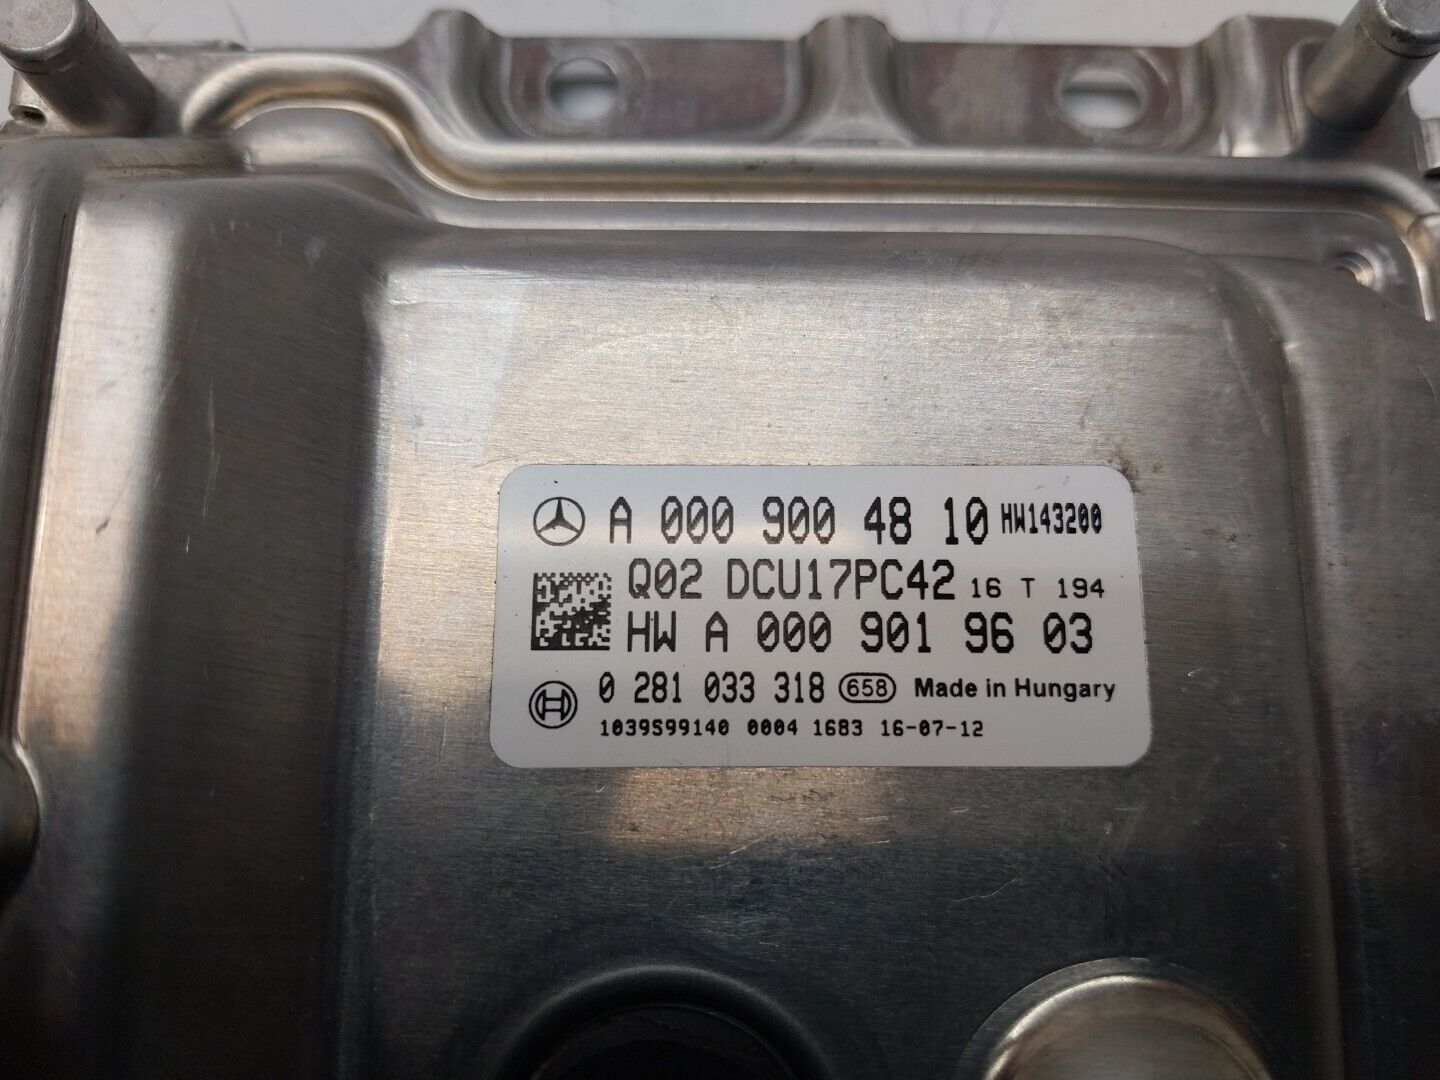 A 000 900 48 10 HW143200
Q02 DCU17PC42 16 T 194
HW A 000 901 96 03
0 281 033 318 658 Made in Hungary
1039S99140 0004 1683 16-07-12